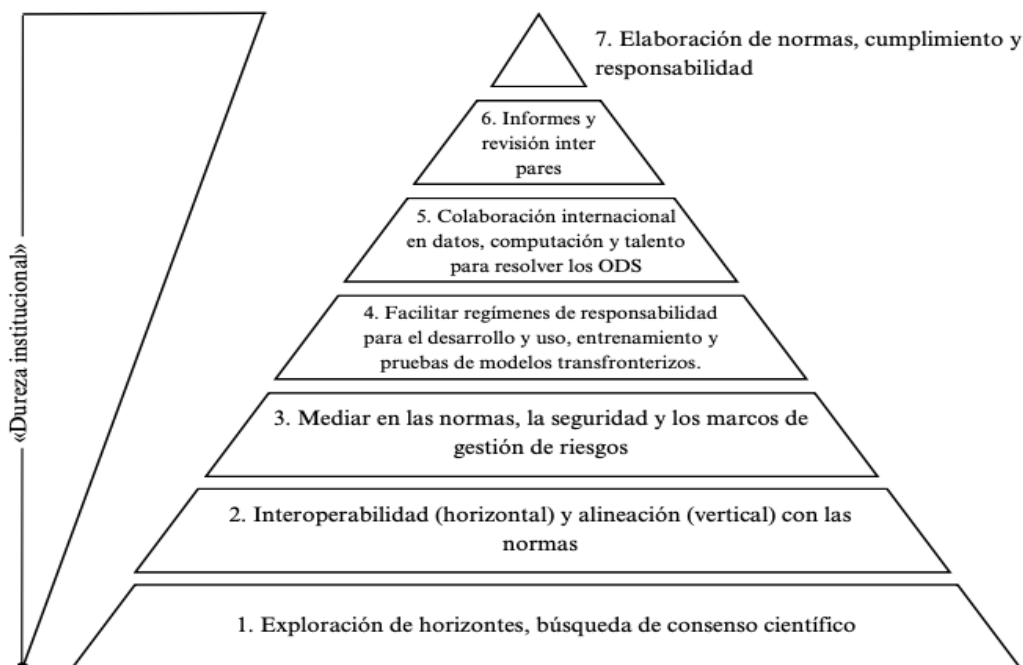 7. Elaboración de normas, cumplimiento y
responsabilidad
6. Informes y
revisión inter
pares
5. Colaboración internacional
en datos, computación y talento
para resolver los ODS
4. Facilitar regímenes de responsabilidad
para el desarrollo y uso, entrenamiento y
pruebas de modelos transfronterizos.
3. Mediar en las normas, la seguridad y los marcos de
gestión de riesgos
2. Interoperabilidad (horizontal) y alineación (vertical) con las
normas
1. Exploración de horizontes, búsqueda de consenso científico
«Dureza institucional»